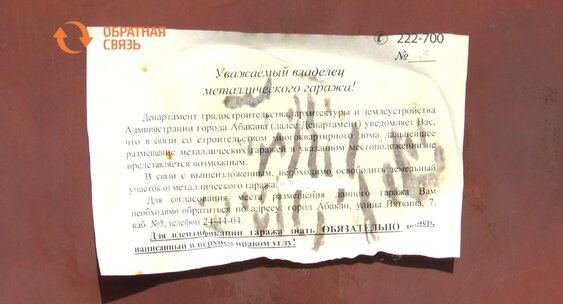 ОБРАТНАЯ
СВЯЗЬ
✆ 222-700
№ 5
Уважаемый владелец
металлического гаража!
Департамент градостроительства, архитектуры и землеустройства
Администрации города Абакана (далее Департамент) уведомляет Вас,
что в связи со строительством многоквартирного дома дальнейшее
размещение металлических гаражей в указанном местоположении не
представляется возможным.
В связи с вышеизложенным, необходимо освободить земельный
участок от металлического гаража
Для согласования места размещения данного гаража Вам
необходимо обратиться по адресу: город Абакан, улица Вяткина, 7,
каб. №5, телефон 24-44-04.
Для идентификации гаража знать ОБЯЗАТЕЛЬНО номер,
написанный в верхнем правом углу!